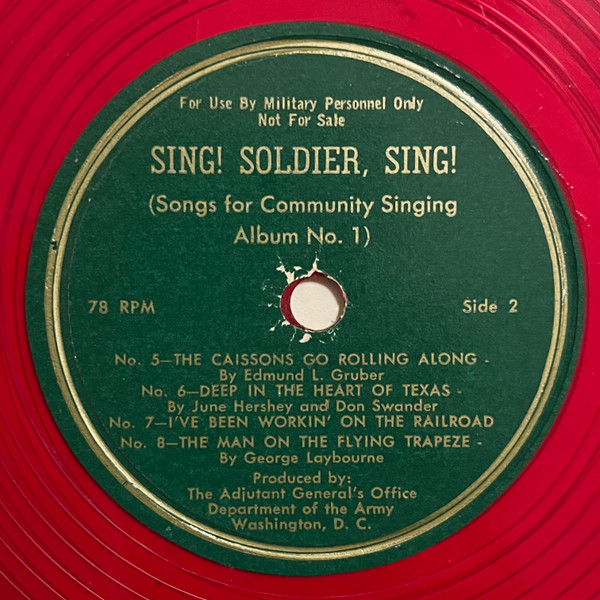 For Use By Military Personnel Only
Not For Sale
SING! SOLDIER, SING!
(Songs for Community Singing
Album No. 1)
78 RPM
Side 2
No. 5—THE CAISSONS GO ROLLING ALONG -
By Edmund L. Gruber
No. 6—DEEP IN THE HEART OF TEXAS -
By June Hershey and Don Swander
No. 7—I'VE BEEN WORKIN' ON THE RAILROAD
No. 8—THE MAN ON THE FLYING TRAPEZE -
By George Laybourne
Produced by:
The Adjutant General's Office
Department of the Army
Washington, D. C.